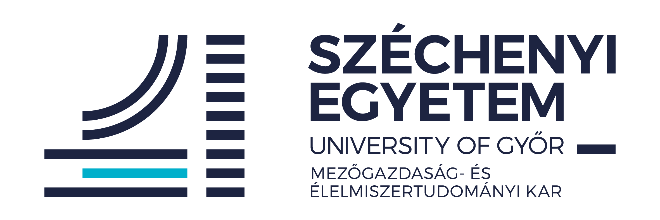 SZÉCHENYI
EGYETEM
UNIVERSITY OF GYŐR
MEZŐGAZDASÁG- ÉS
ÉLELMISZERTUDOMÁNYI KAR